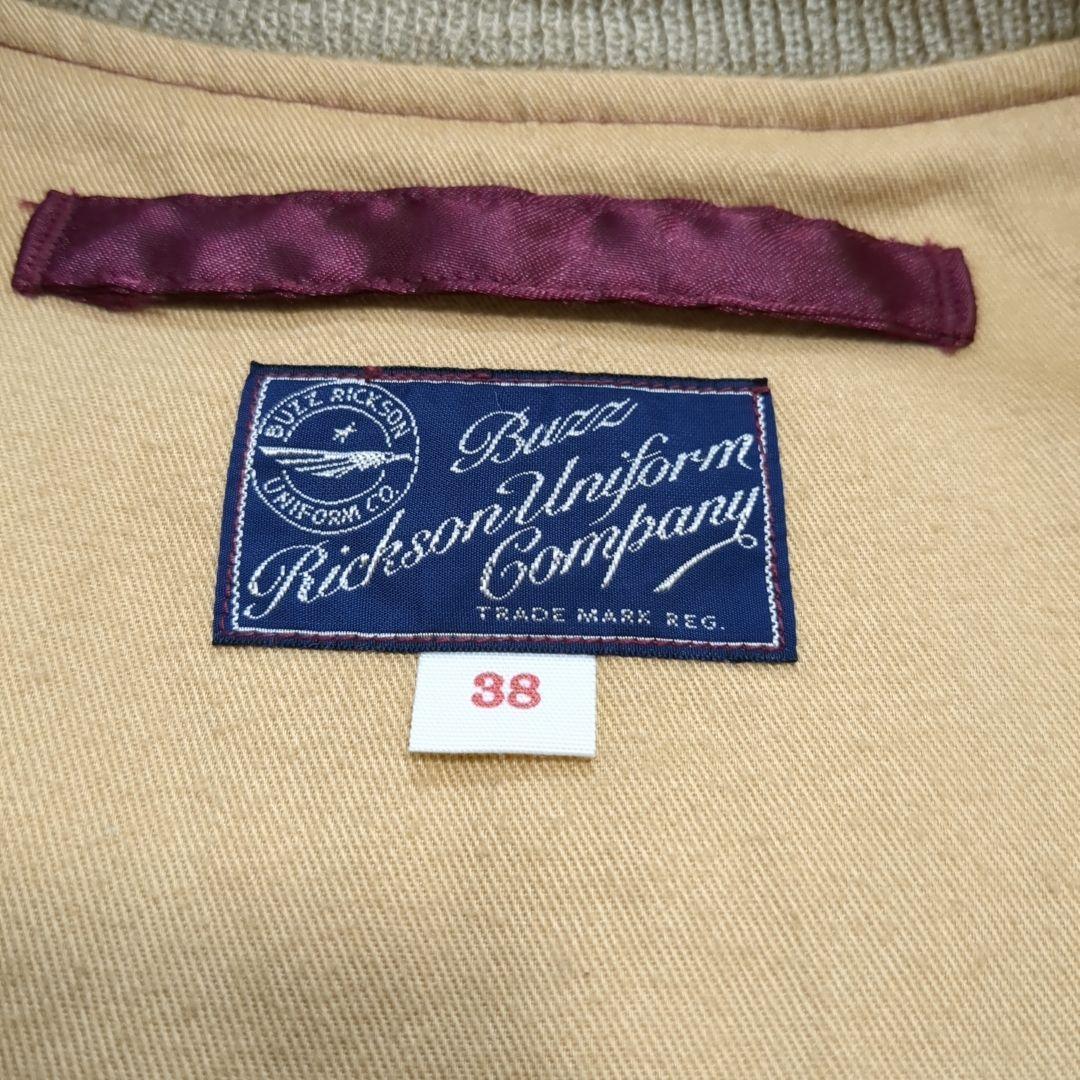 BUZZ RICKSON
UNIFORM CO.
Buzz
Rickson Uniform
Company
TRADE MARK REG.
38